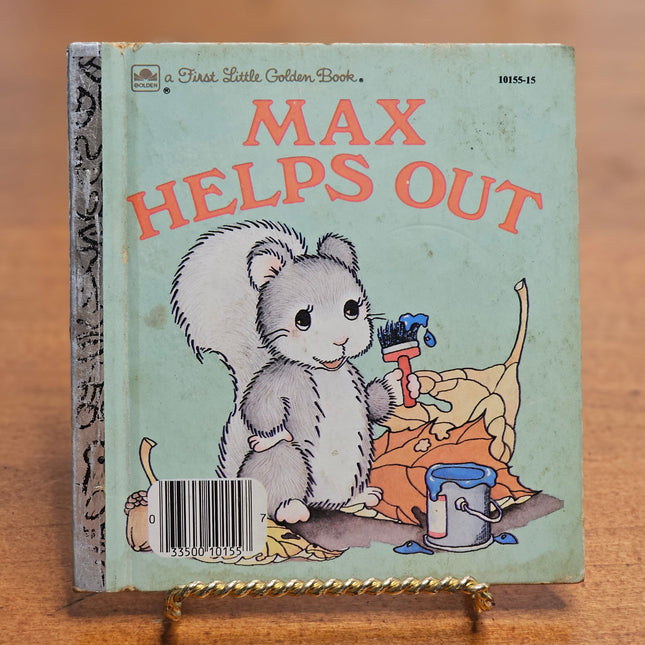 GOLDEN
®
a First Little Golden Book®
10155-15
MAX
HELPS OUT
0 33500 10155 7